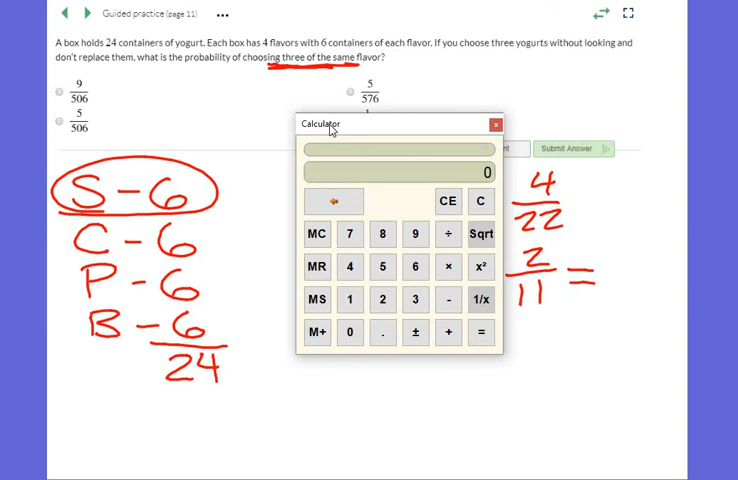 Guided practice (page 11) ...
A box holds 24 containers of yogurt. Each box has 4 flavors with 6 containers of each flavor. If you choose three yogurts without looking and
don't replace them, what is the probability of choosing three of the same flavor?
9
506
5
576
5
506
Calculator
x
nt
Submit Answer
0
CE C
MC 7 8 9 ÷ Sqrt
MR 4 5 6 × x²
MS 1 2 3 - 1/x
M+ 0 . ± + =
S - 6
C - 6
P - 6
B - 6
24
4
22
2
11 =